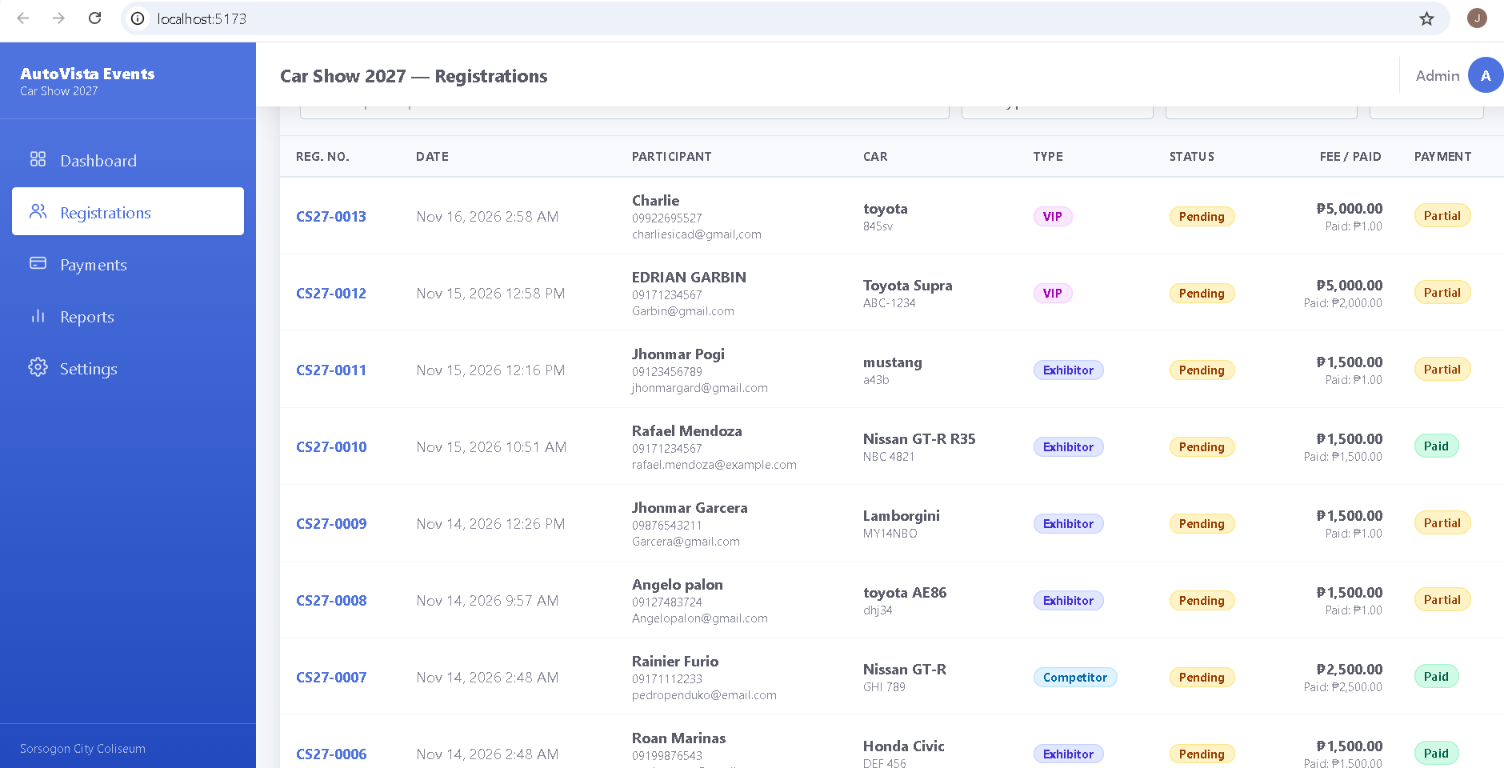 localhost:5173
J
AutoVista Events
Car Show 2027
Car Show 2027 — Registrations
Admin
A
Dashboard
Registrations
Payments
Reports
Settings
Sorsogon City Coliseum
REG. NO. DATE PARTICIPANT CAR TYPE STATUS FEE / PAID PAYMENT
CS27-0013 Nov 16, 2026 2:58 AM Charlie toyota VIP Pending ₱5,000.00 Partial
09922695527 845sv Paid: ₱1.00
charliesicad@gmail,com
CS27-0012 Nov 15, 2026 12:58 PM EDRIAN GARBIN Toyota Supra VIP Pending ₱5,000.00 Partial
09171234567 ABC-1234 Paid: ₱2,000.00
Garbin@gmail.com
CS27-0011 Nov 15, 2026 12:16 PM Jhonmar Pogi mustang Exhibitor Pending ₱1,500.00 Partial
09123456789 a43b Paid: ₱1.00
jhonmargard@gmail.com
CS27-0010 Nov 15, 2026 10:51 AM Rafael Mendoza Nissan GT-R R35 Exhibitor Pending ₱1,500.00 Paid
09171234567 NBC 4821 Paid: ₱1,500.00
rafael.mendoza@example.com
CS27-0009 Nov 14, 2026 12:26 PM Jhonmar Garcera Lamborgini Exhibitor Pending ₱1,500.00 Partial
09876543211 MY14NBO Paid: ₱1.00
Garcera@gmail.com
CS27-0008 Nov 14, 2026 9:57 AM Angelo palon toyota AE86 Exhibitor Pending ₱1,500.00 Partial
09127483724 dhj34 Paid: ₱1.00
Angelopalon@gmail.com
CS27-0007 Nov 14, 2026 2:48 AM Rainier Furio Nissan GT-R Competitor Pending ₱2,500.00 Paid
09171112233 GHI 789 Paid: ₱2,500.00
pedropenduko@email.com
CS27-0006 Nov 14, 2026 2:48 AM Roan Marinas Honda Civic Exhibitor Pending ₱1,500.00 Paid
09199876543 DEF 456 Paid: ₱1,500.00